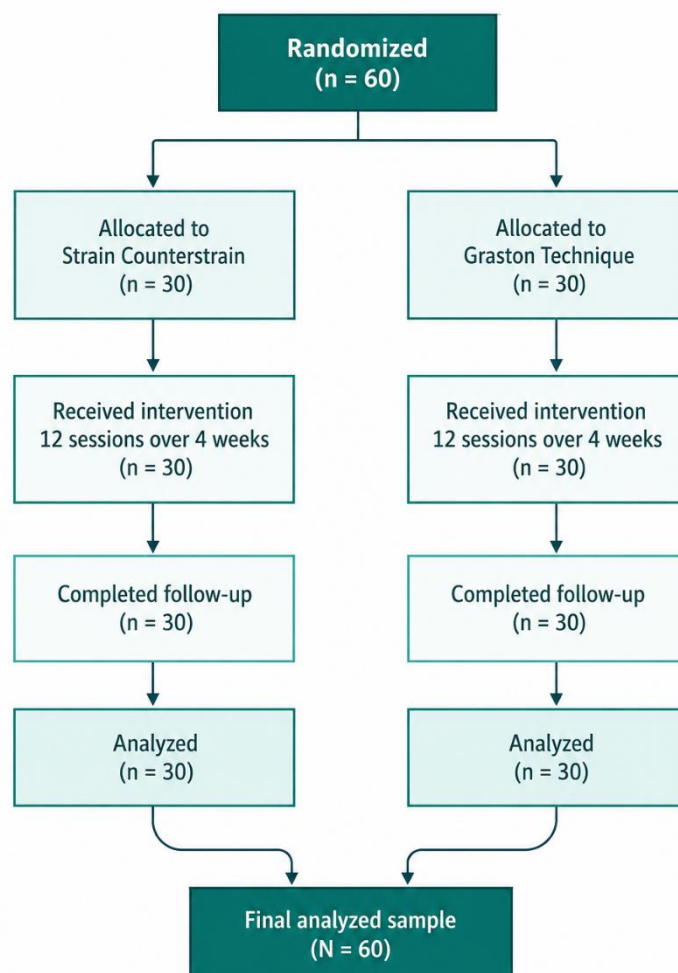 Randomized
(n = 60)
Allocated to
Strain Counterstrain
(n = 30)
Allocated to
Graston Technique
(n = 30)
Received intervention
12 sessions over 4 weeks
(n = 30)
Received intervention
12 sessions over 4 weeks
(n = 30)
Completed follow-up
(n = 30)
Completed follow-up
(n = 30)
Analyzed
(n = 30)
Analyzed
(n = 30)
Final analyzed sample
(N = 60)